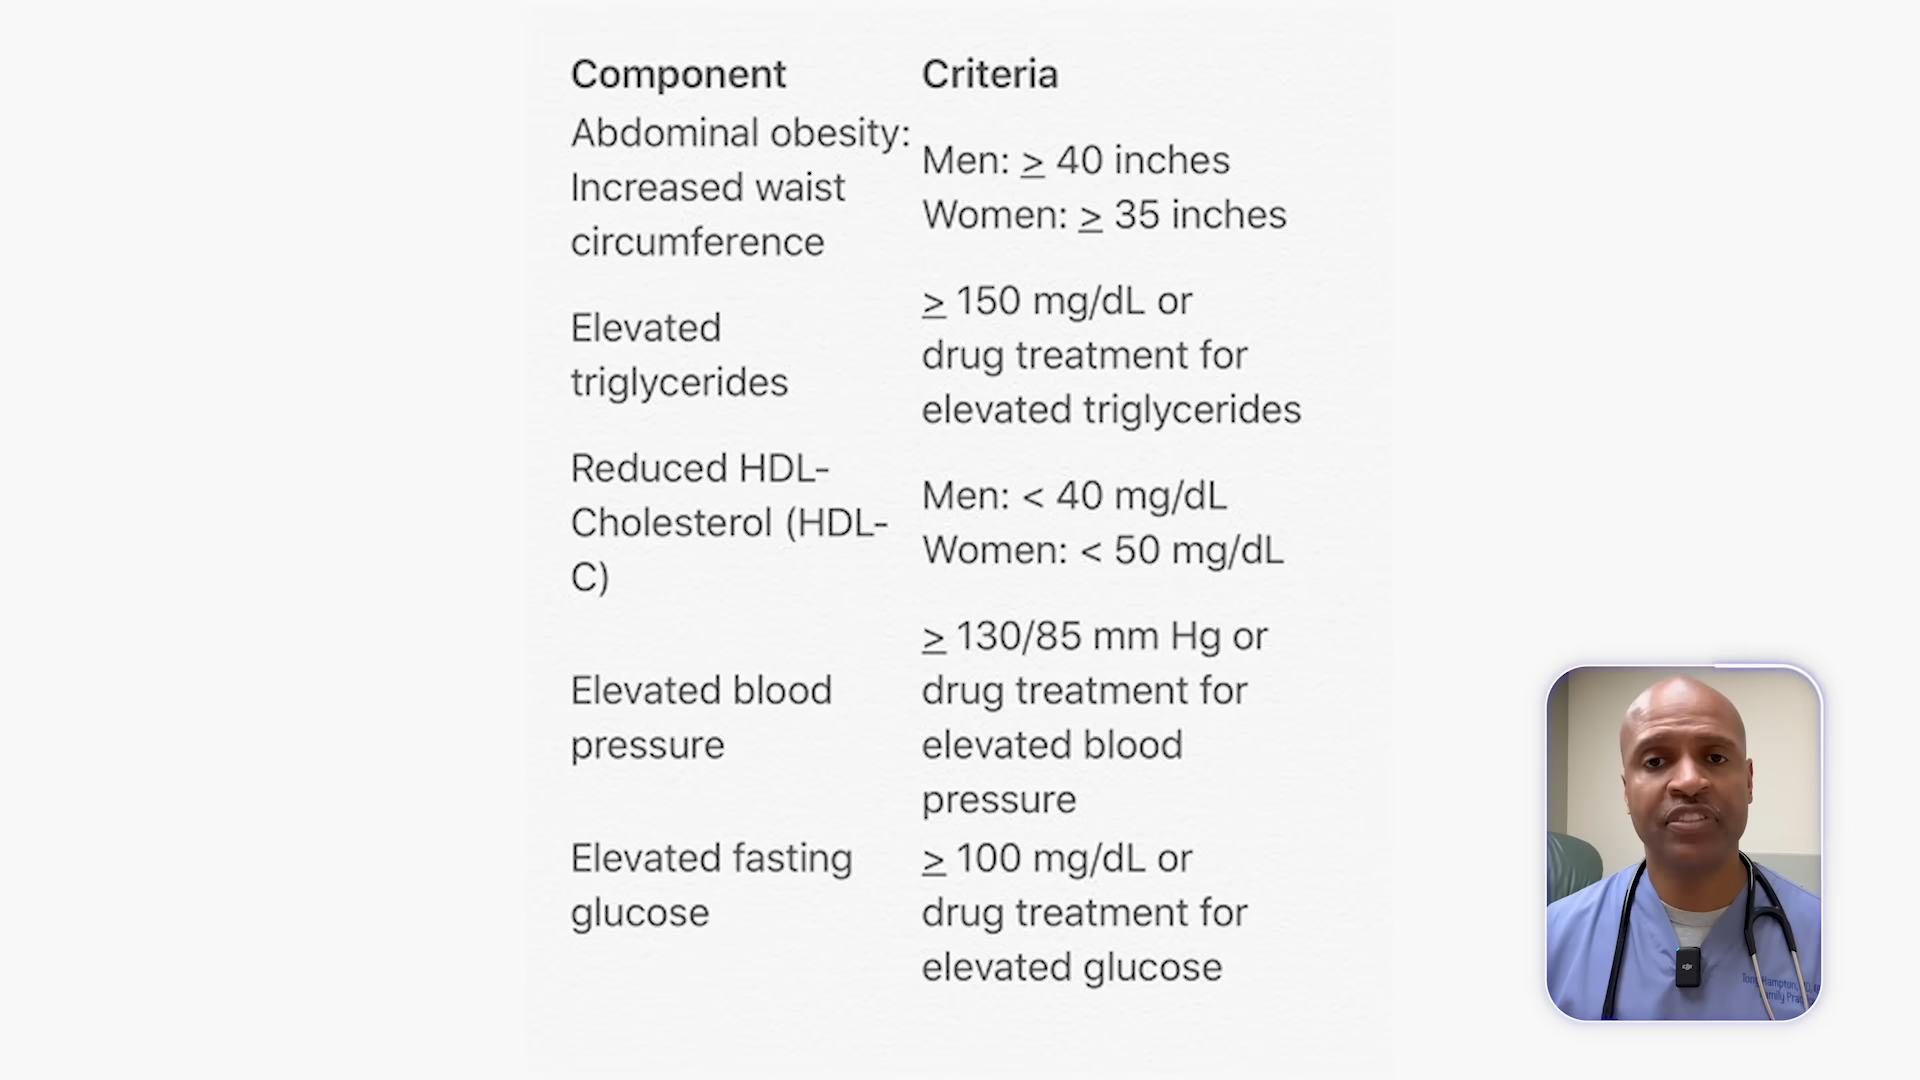 Component Criteria
Abdominal obesity:
Increased waist
circumference
Men: ≥ 40 inches
Women: ≥ 35 inches
Elevated
triglycerides
≥ 150 mg/dL or
drug treatment for
elevated triglycerides
Reduced HDL-
Cholesterol (HDL-
C)
Men: < 40 mg/dL
Women: < 50 mg/dL
Elevated blood
pressure
≥ 130/85 mm Hg or
drug treatment for
elevated blood
pressure
Elevated fasting
glucose
≥ 100 mg/dL or
drug treatment for
elevated glucose
dji
Hampton,
Family